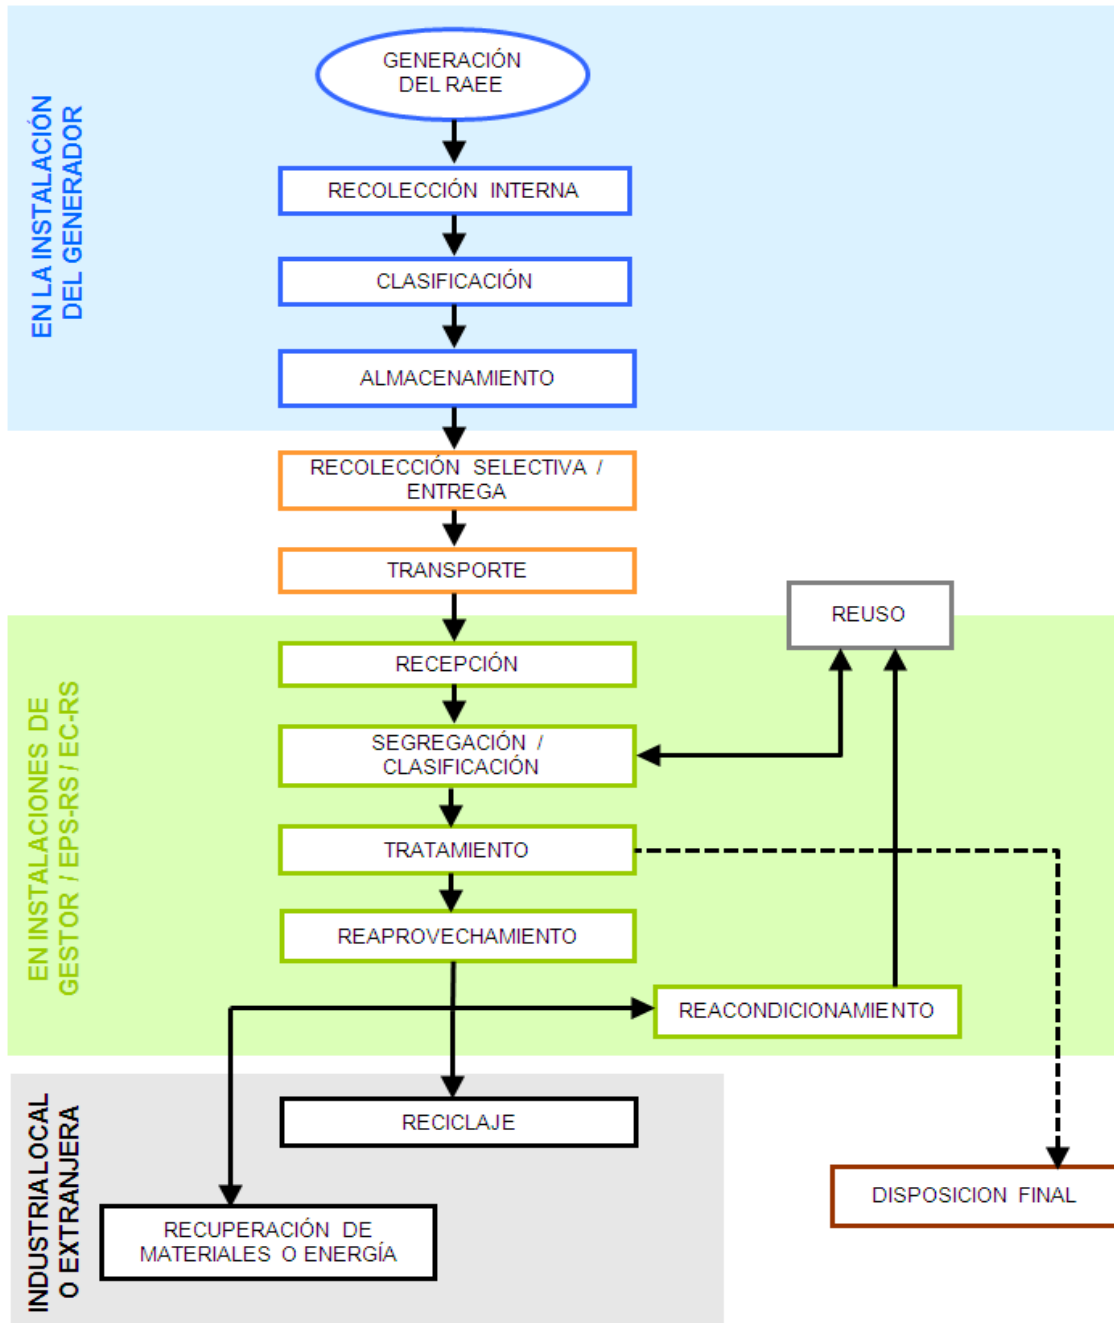 EN LA INSTALACIÓN
DEL GENERADOR
GENERACIÓN
DEL RAEE
RECOLECCIÓN INTERNA
CLASIFICACIÓN
ALMACENAMIENTO
RECOLECCIÓN SELECTIVA /
ENTREGA
TRANSPORTE
REUSO
EN INSTALACIONES DE
GESTOR / EPS-RS / EC-RS
RECEPCIÓN
SEGREGACIÓN /
CLASIFICACIÓN
TRATAMIENTO
REAPROVECHAMIENTO
REACONDICIONAMIENTO
INDUSTRIA LOCAL
O EXTRANJERA
RECICLAJE
DISPOSICION FINAL
RECUPERACIÓN DE
MATERIALES O ENERGÍA